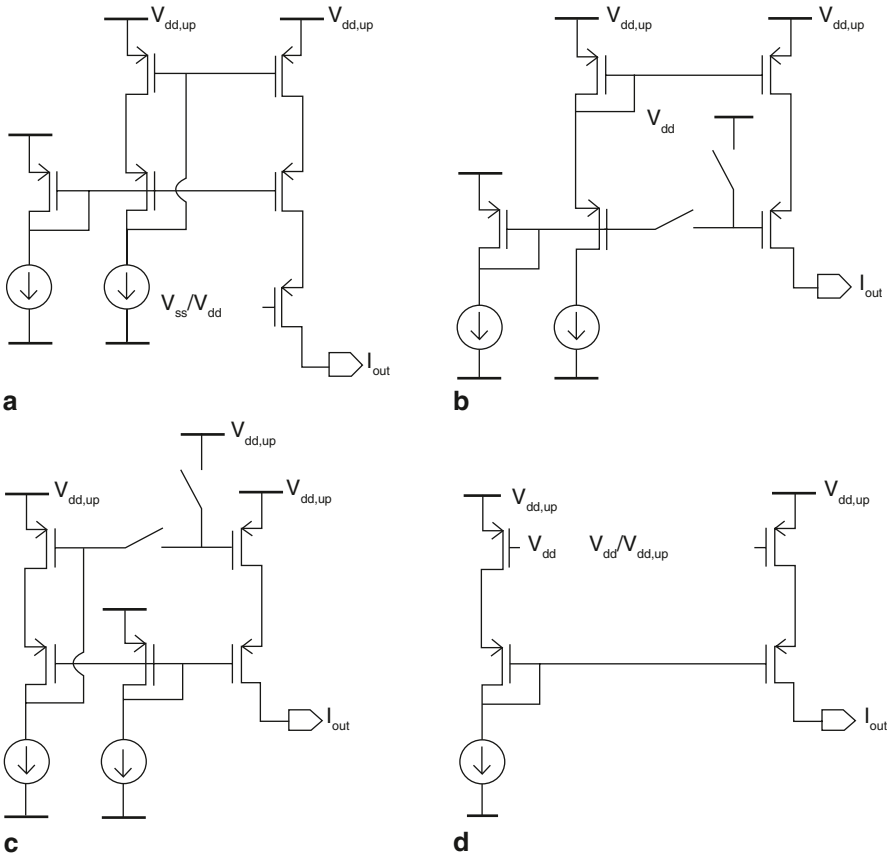 V_dd,up V_dd,up
V_ss/V_dd
I_out
a
V_dd,up V_dd,up
V_dd
I_out
b
V_dd,up
V_dd,up V_dd,up
I_out
c
V_dd,up V_dd,up
V_dd V_dd/V_dd,up
I_out
d